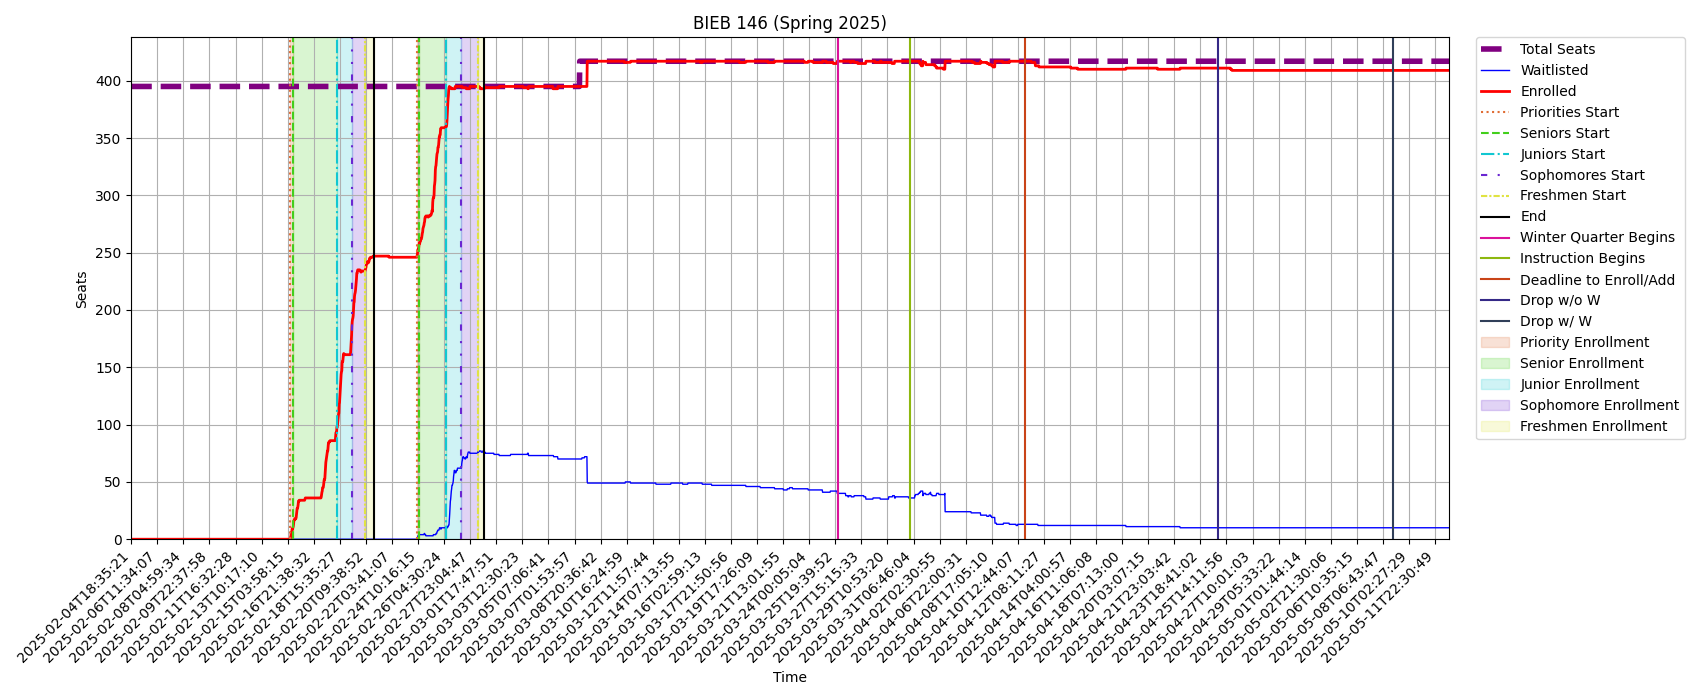 BIEB 146 (Spring 2025)
Seats
400
350
300
250
200
150
100
50
0
2025-02-04T18:35:21
2025-02-06T11:34:07
2025-02-08T04:59:34
2025-02-09T22:37:58
2025-02-11T16:32:28
2025-02-13T10:17:10
2025-02-15T03:58:15
2025-02-16T21:38:32
2025-02-18T15:35:27
2025-02-20T09:38:52
2025-02-22T03:41:07
2025-02-24T10:16:15
2025-02-26T04:30:24
2025-02-27T23:04:47
2025-03-01T17:47:51
2025-03-03T12:30:23
2025-03-05T07:06:41
2025-03-07T01:53:57
2025-03-08T20:36:42
2025-03-10T16:24:59
2025-03-12T11:57:44
2025-03-14T07:13:55
2025-03-16T02:59:13
2025-03-17T21:50:56
2025-03-19T17:26:09
2025-03-21T13:01:55
2025-03-24T00:05:04
2025-03-25T19:39:52
2025-03-27T15:15:33
2025-03-29T10:53:20
2025-03-31T06:46:04
2025-04-02T02:30:55
2025-04-06T22:00:31
2025-04-08T17:05:10
2025-04-10T12:44:07
2025-04-12T08:11:27
2025-04-14T04:00:57
2025-04-16T11:06:08
2025-04-18T07:13:00
2025-04-20T03:07:15
2025-04-21T23:03:42
2025-04-23T18:41:02
2025-04-25T14:11:56
2025-04-27T10:01:03
2025-04-29T05:33:22
2025-05-01T01:44:14
2025-05-02T21:30:06
2025-05-06T10:35:15
2025-05-08T06:43:47
2025-05-10T02:27:29
2025-05-11T22:30:49
Time
Total Seats
Waitlisted
Enrolled
Priorities Start
Seniors Start
Juniors Start
Sophomores Start
Freshmen Start
End
Winter Quarter Begins
Instruction Begins
Deadline to Enroll/Add
Drop w/o W
Drop w/ W
Priority Enrollment
Senior Enrollment
Junior Enrollment
Sophomore Enrollment
Freshmen Enrollment